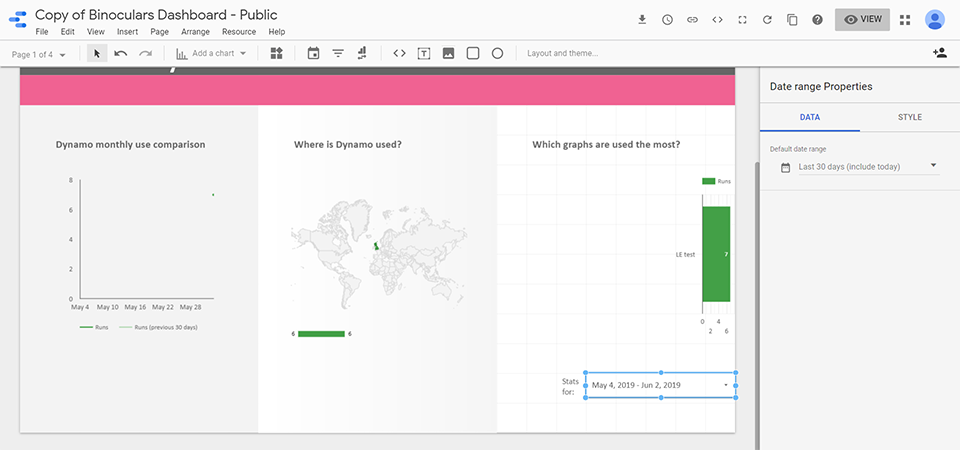 Copy of Binoculars Dashboard - Public
File Edit View Insert Page Arrange Resource Help
VIEW
Page 1 of 4
Add a chart
Layout and theme...
Date range Properties
DATA STYLE
Default date range
Last 30 days (include today)
Dynamo monthly use comparison
8
6
4
2
0
May 4 May 10 May 16 May 22 May 28
Runs Runs (previous 30 days)
Where is Dynamo used?
6 6
Which graphs are used the most?
Runs
LE test 7
0 4
2 6
Stats
for:
May 4, 2019 - Jun 2, 2019